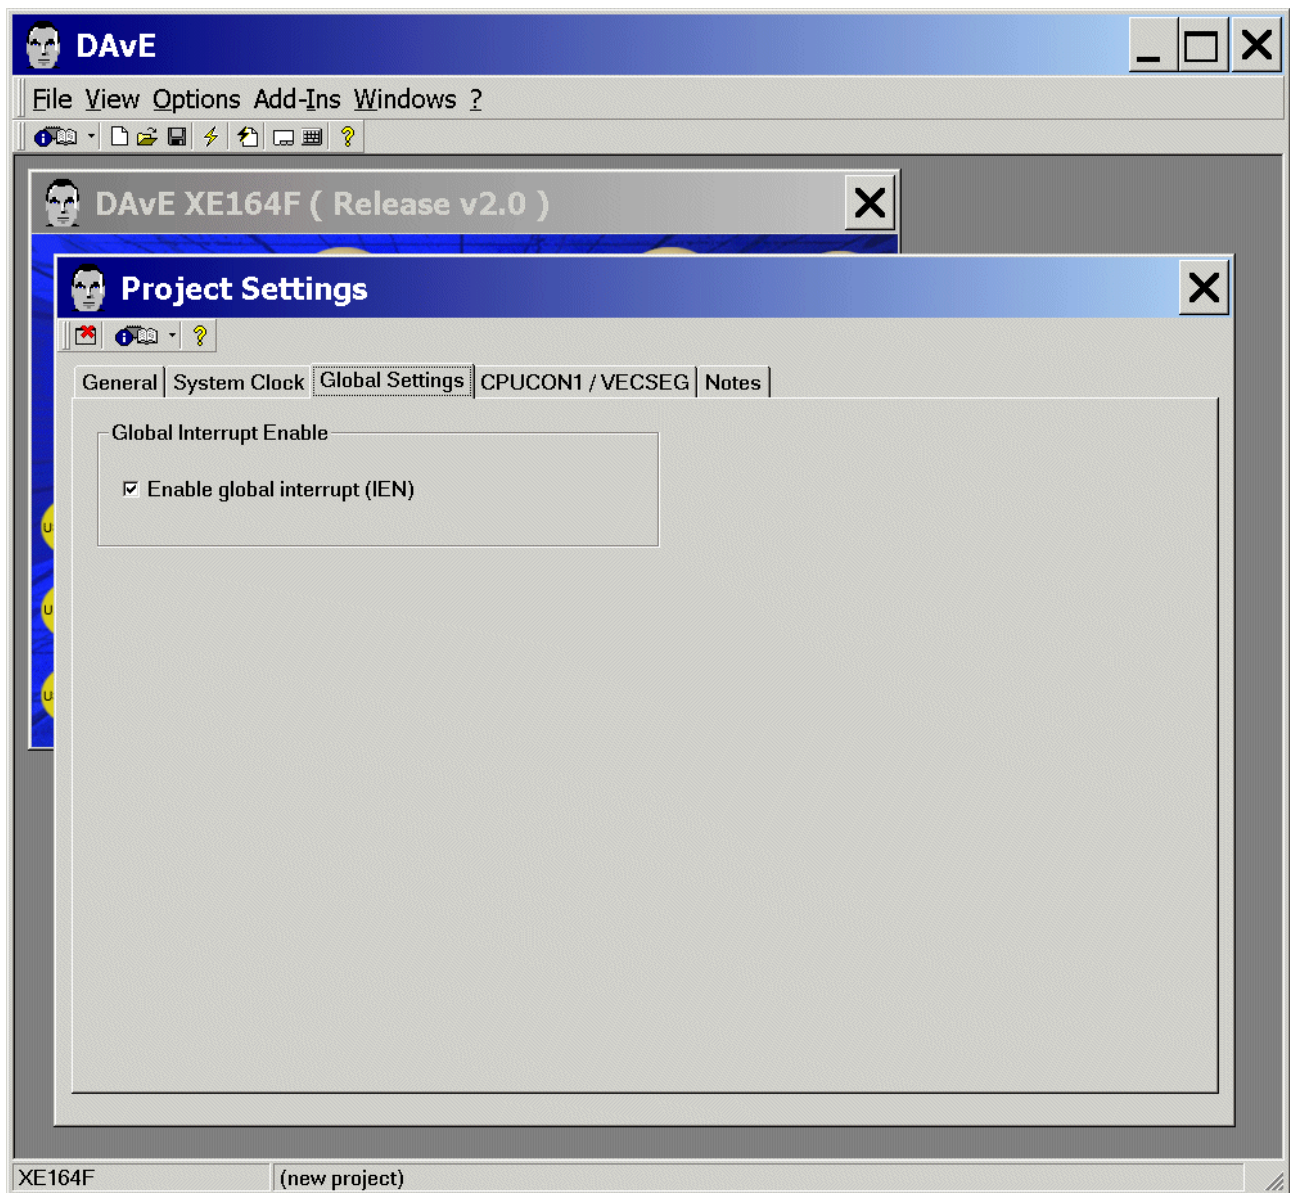 DAvE
File View Options Add-Ins Windows ?
DAvE XE164F ( Release v2.0 )
Project Settings
General System Clock Global Settings CPUCON1 / VECSEG Notes
Global Interrupt Enable
Enable global interrupt (IEN)
U
U
U
XE164F (new project)